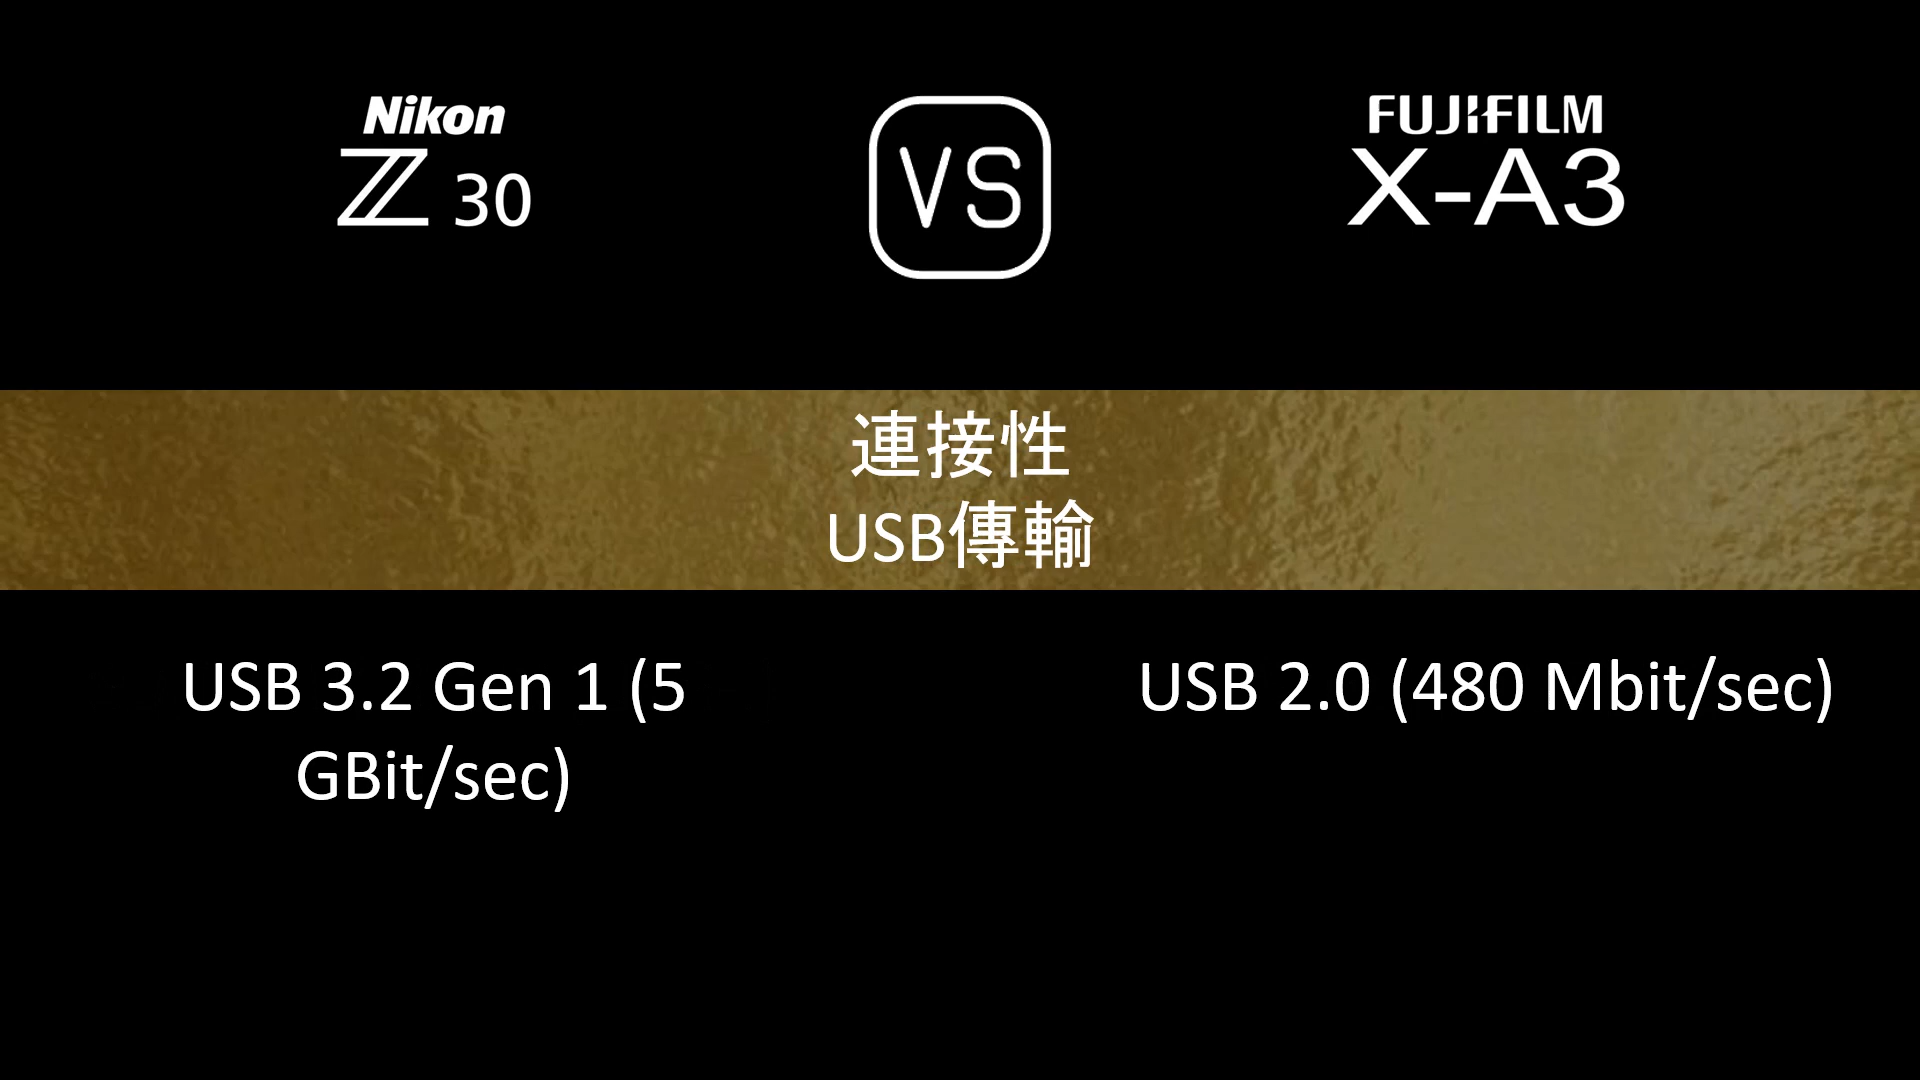 Nikon
Z 30
VS
FUJIFILM
X-A3
連接性
USB傳輸
USB 3.2 Gen 1 (5
GBit/sec)
USB 2.0 (480 Mbit/sec)